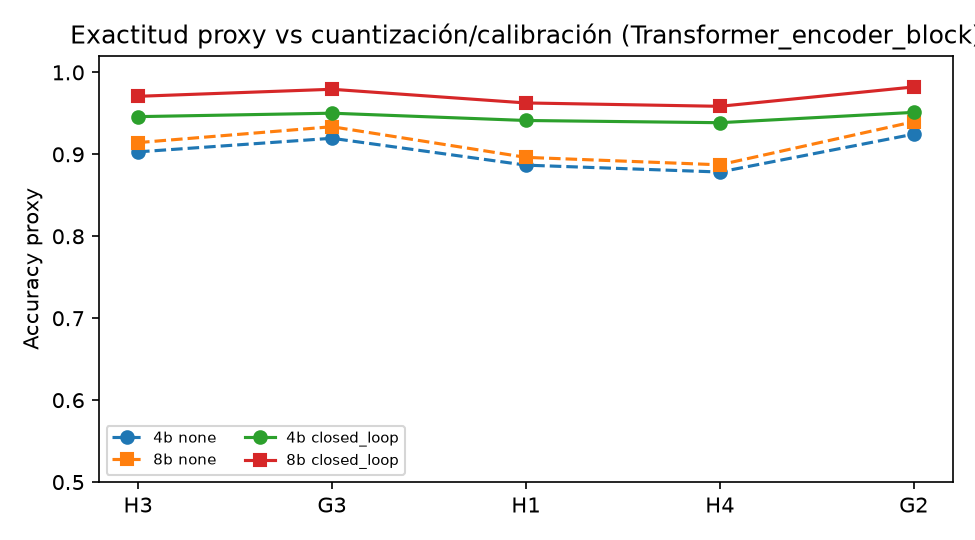 Exactitud proxy vs cuantización/calibración (Transformer_encoder_block)
Accuracy proxy
1.0
0.9
0.8
0.7
0.6
0.5
4b none
8b none
4b closed_loop
8b closed_loop
H3
G3
H1
H4
G2